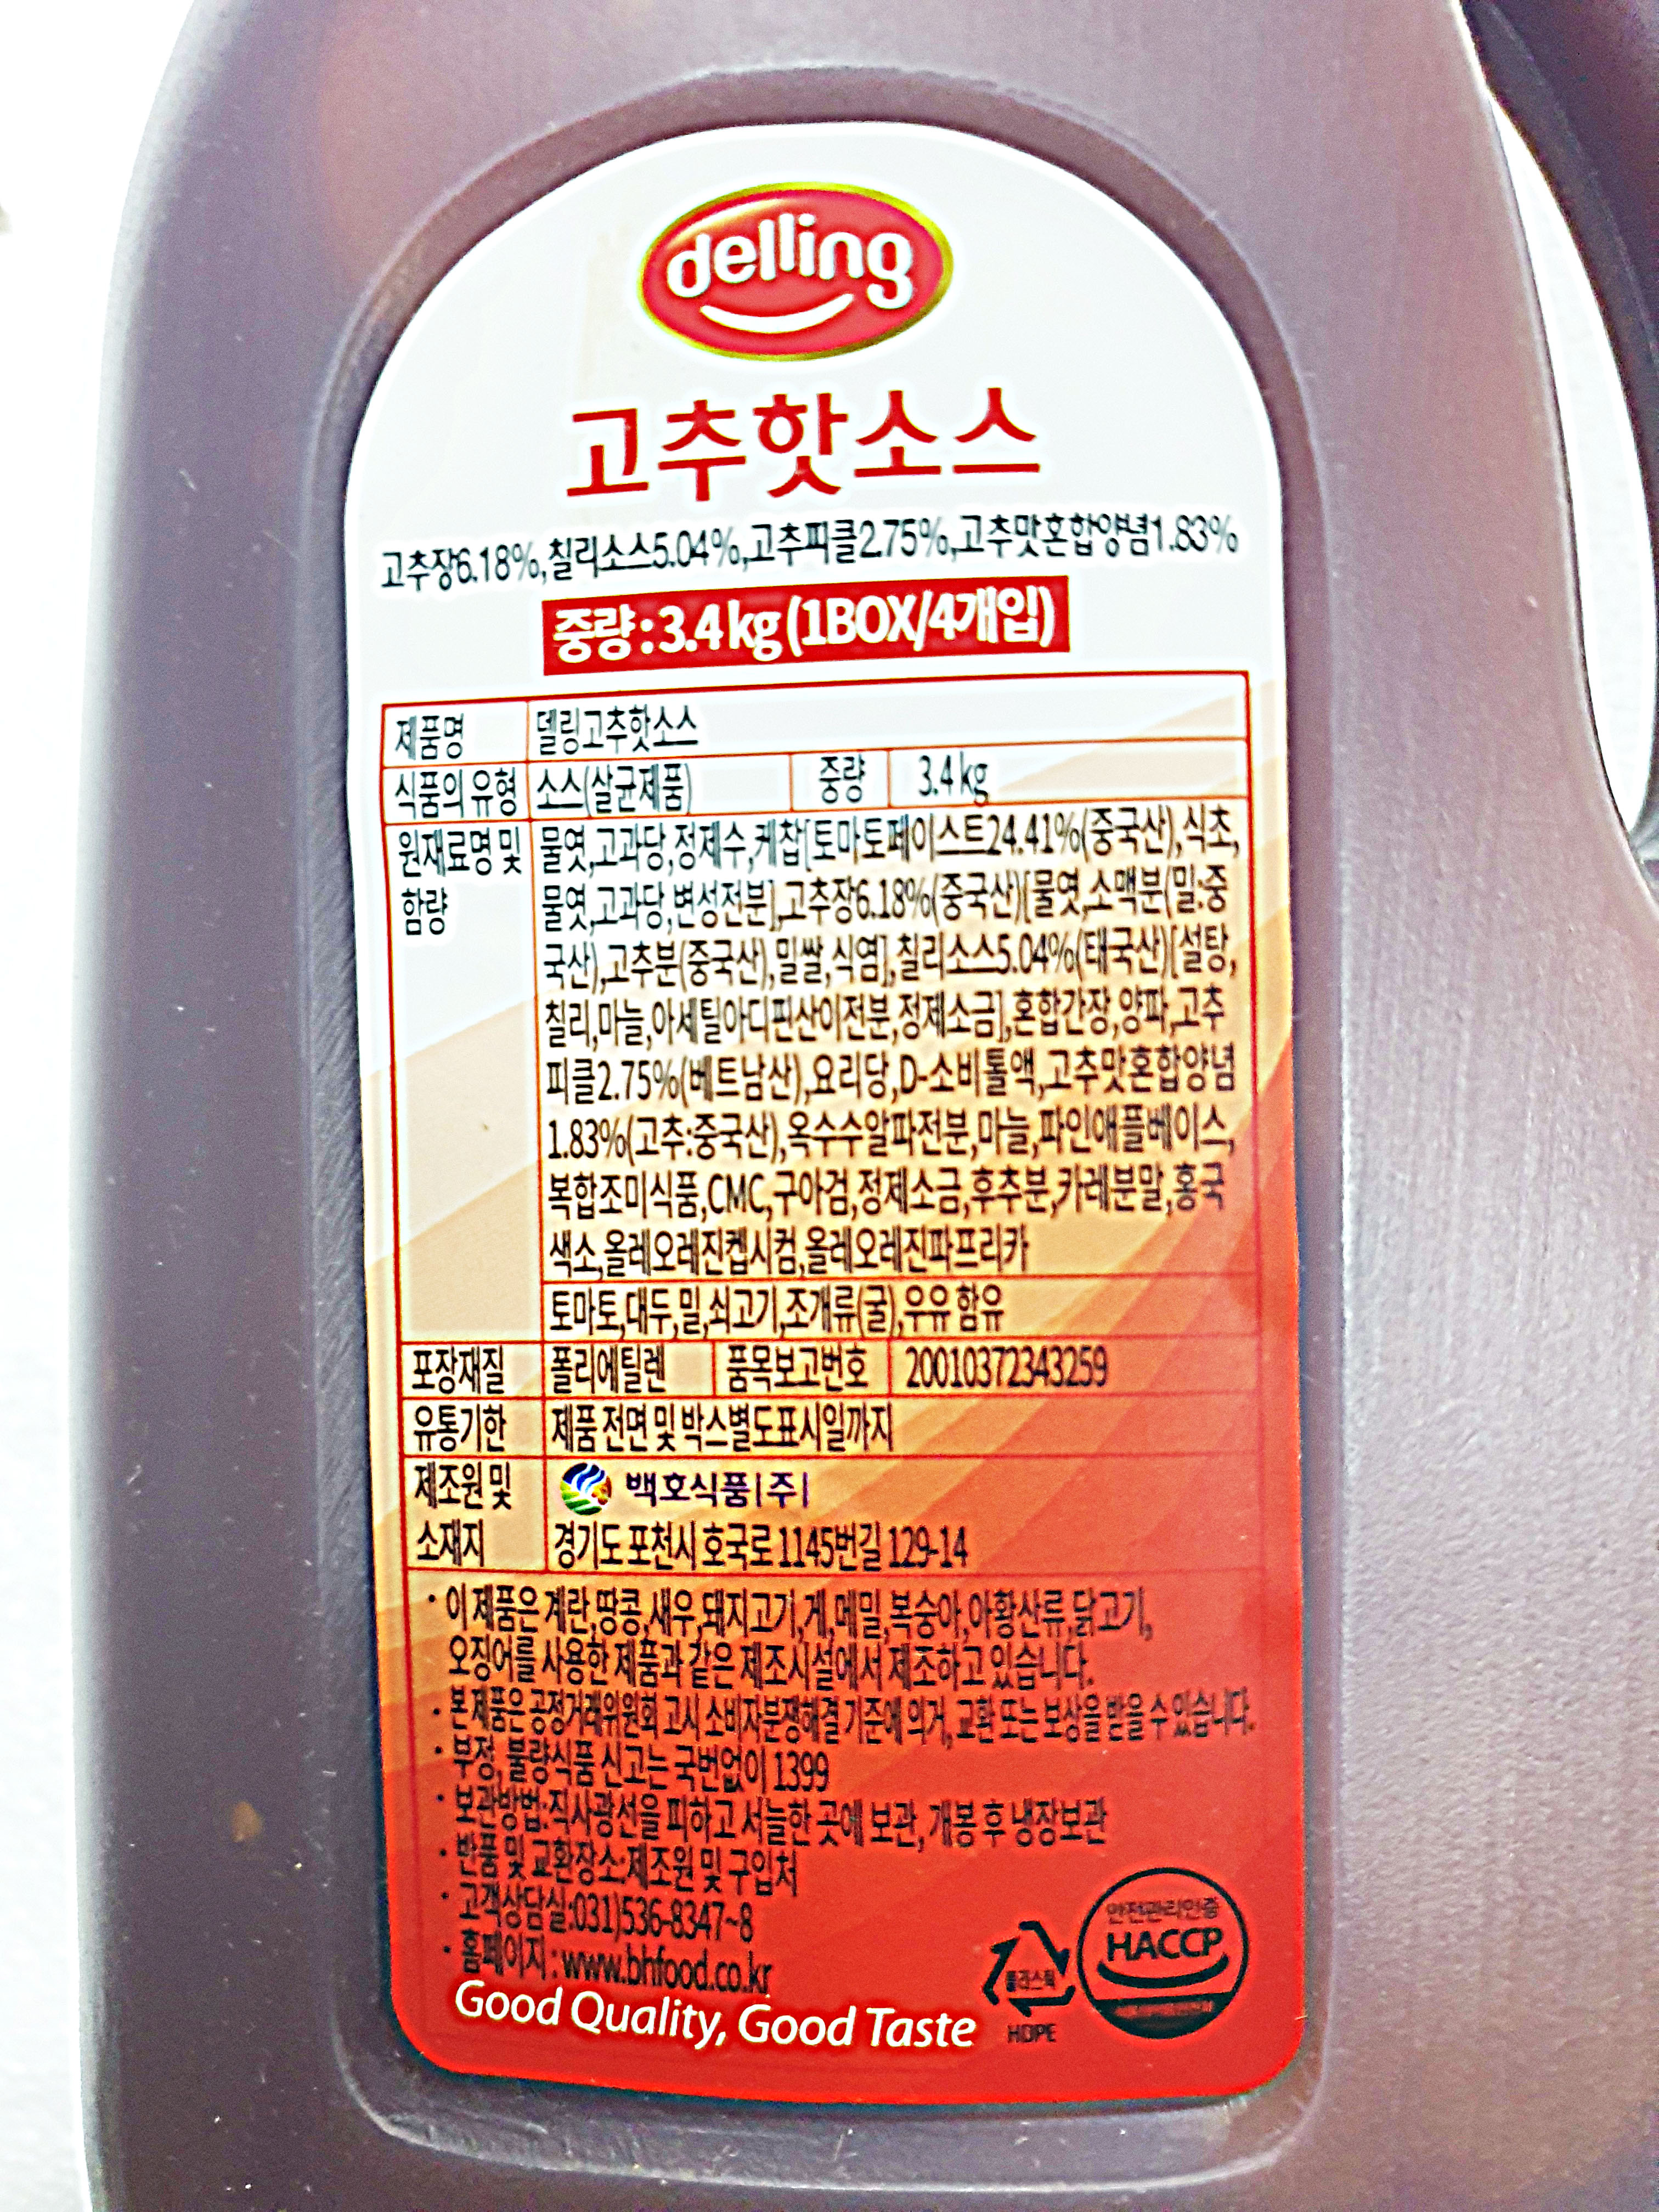 delling
고추핫소스
고추장6.18%,칠리소스5.04%,고추피클2.75%,고추맛혼합양념1.83%
중량:3.4kg(1BOX/4개입)
제품명 델링고추핫소스
식품의 유형 소스(살균제품) 중량 3.4kg
원재료명 및 물엿,고과당,정제수,케찹[토마토페이스트24.41%(중국산),식초,
함량 물엿,고과당,변성전분],고추장6.18%(중국산)[물엿,소맥분(밀:중
국산),고추분(중국산),밀쌀,식염],칠리소스5.04%(태국산)[설탕,
칠리,마늘,아세틸아디핀산이전분,정제소금],혼합간장,양파,고추
피클2.75%(베트남산),요리당,D-소비톨액,고추맛혼합양념
1.83%(고추:중국산),옥수수알파전분,마늘,파인애플베이스,
복합조미식품,CMC,구아검,정제소금,후추분,카레분말,홍국
색소,올레오레진켑시컴,올레오레진파프리카
토마토,대두,밀,쇠고기,조개류(굴),우유 함유
포장재질 폴리에틸렌 품목보고번호 20010372343259
유통기한 제품 전면 및 박스별도표시일까지
제조원 및 백호식품|주|
소재지 경기도 포천시 호국로 1145번길 129-14
· 이 제품은 계란,땅콩,새우,돼지고기,게,메밀,복숭아,아황산류,닭고기,
오징어를 사용한 제품과 같은 제조시설에서 제조하고 있습니다.
· 본 제품은 공정거래위원회 고시 소비자분쟁해결 기준에 의거, 교환 또는 보상을 받을 수 있습니다.
· 부정, 불량식품 신고는 국번없이 1399
· 보관방법:직사광선을 피하고 서늘한 곳에 보관, 개봉 후 냉장보관
· 반품 및 교환장소:제조원 및 구입처
· 고객상담실:031)536-8347~8
· 홈페이지 : www.bhfood.co.kr
Good Quality, Good Taste
플라스틱
HDPE
안전관리인증
HACCP